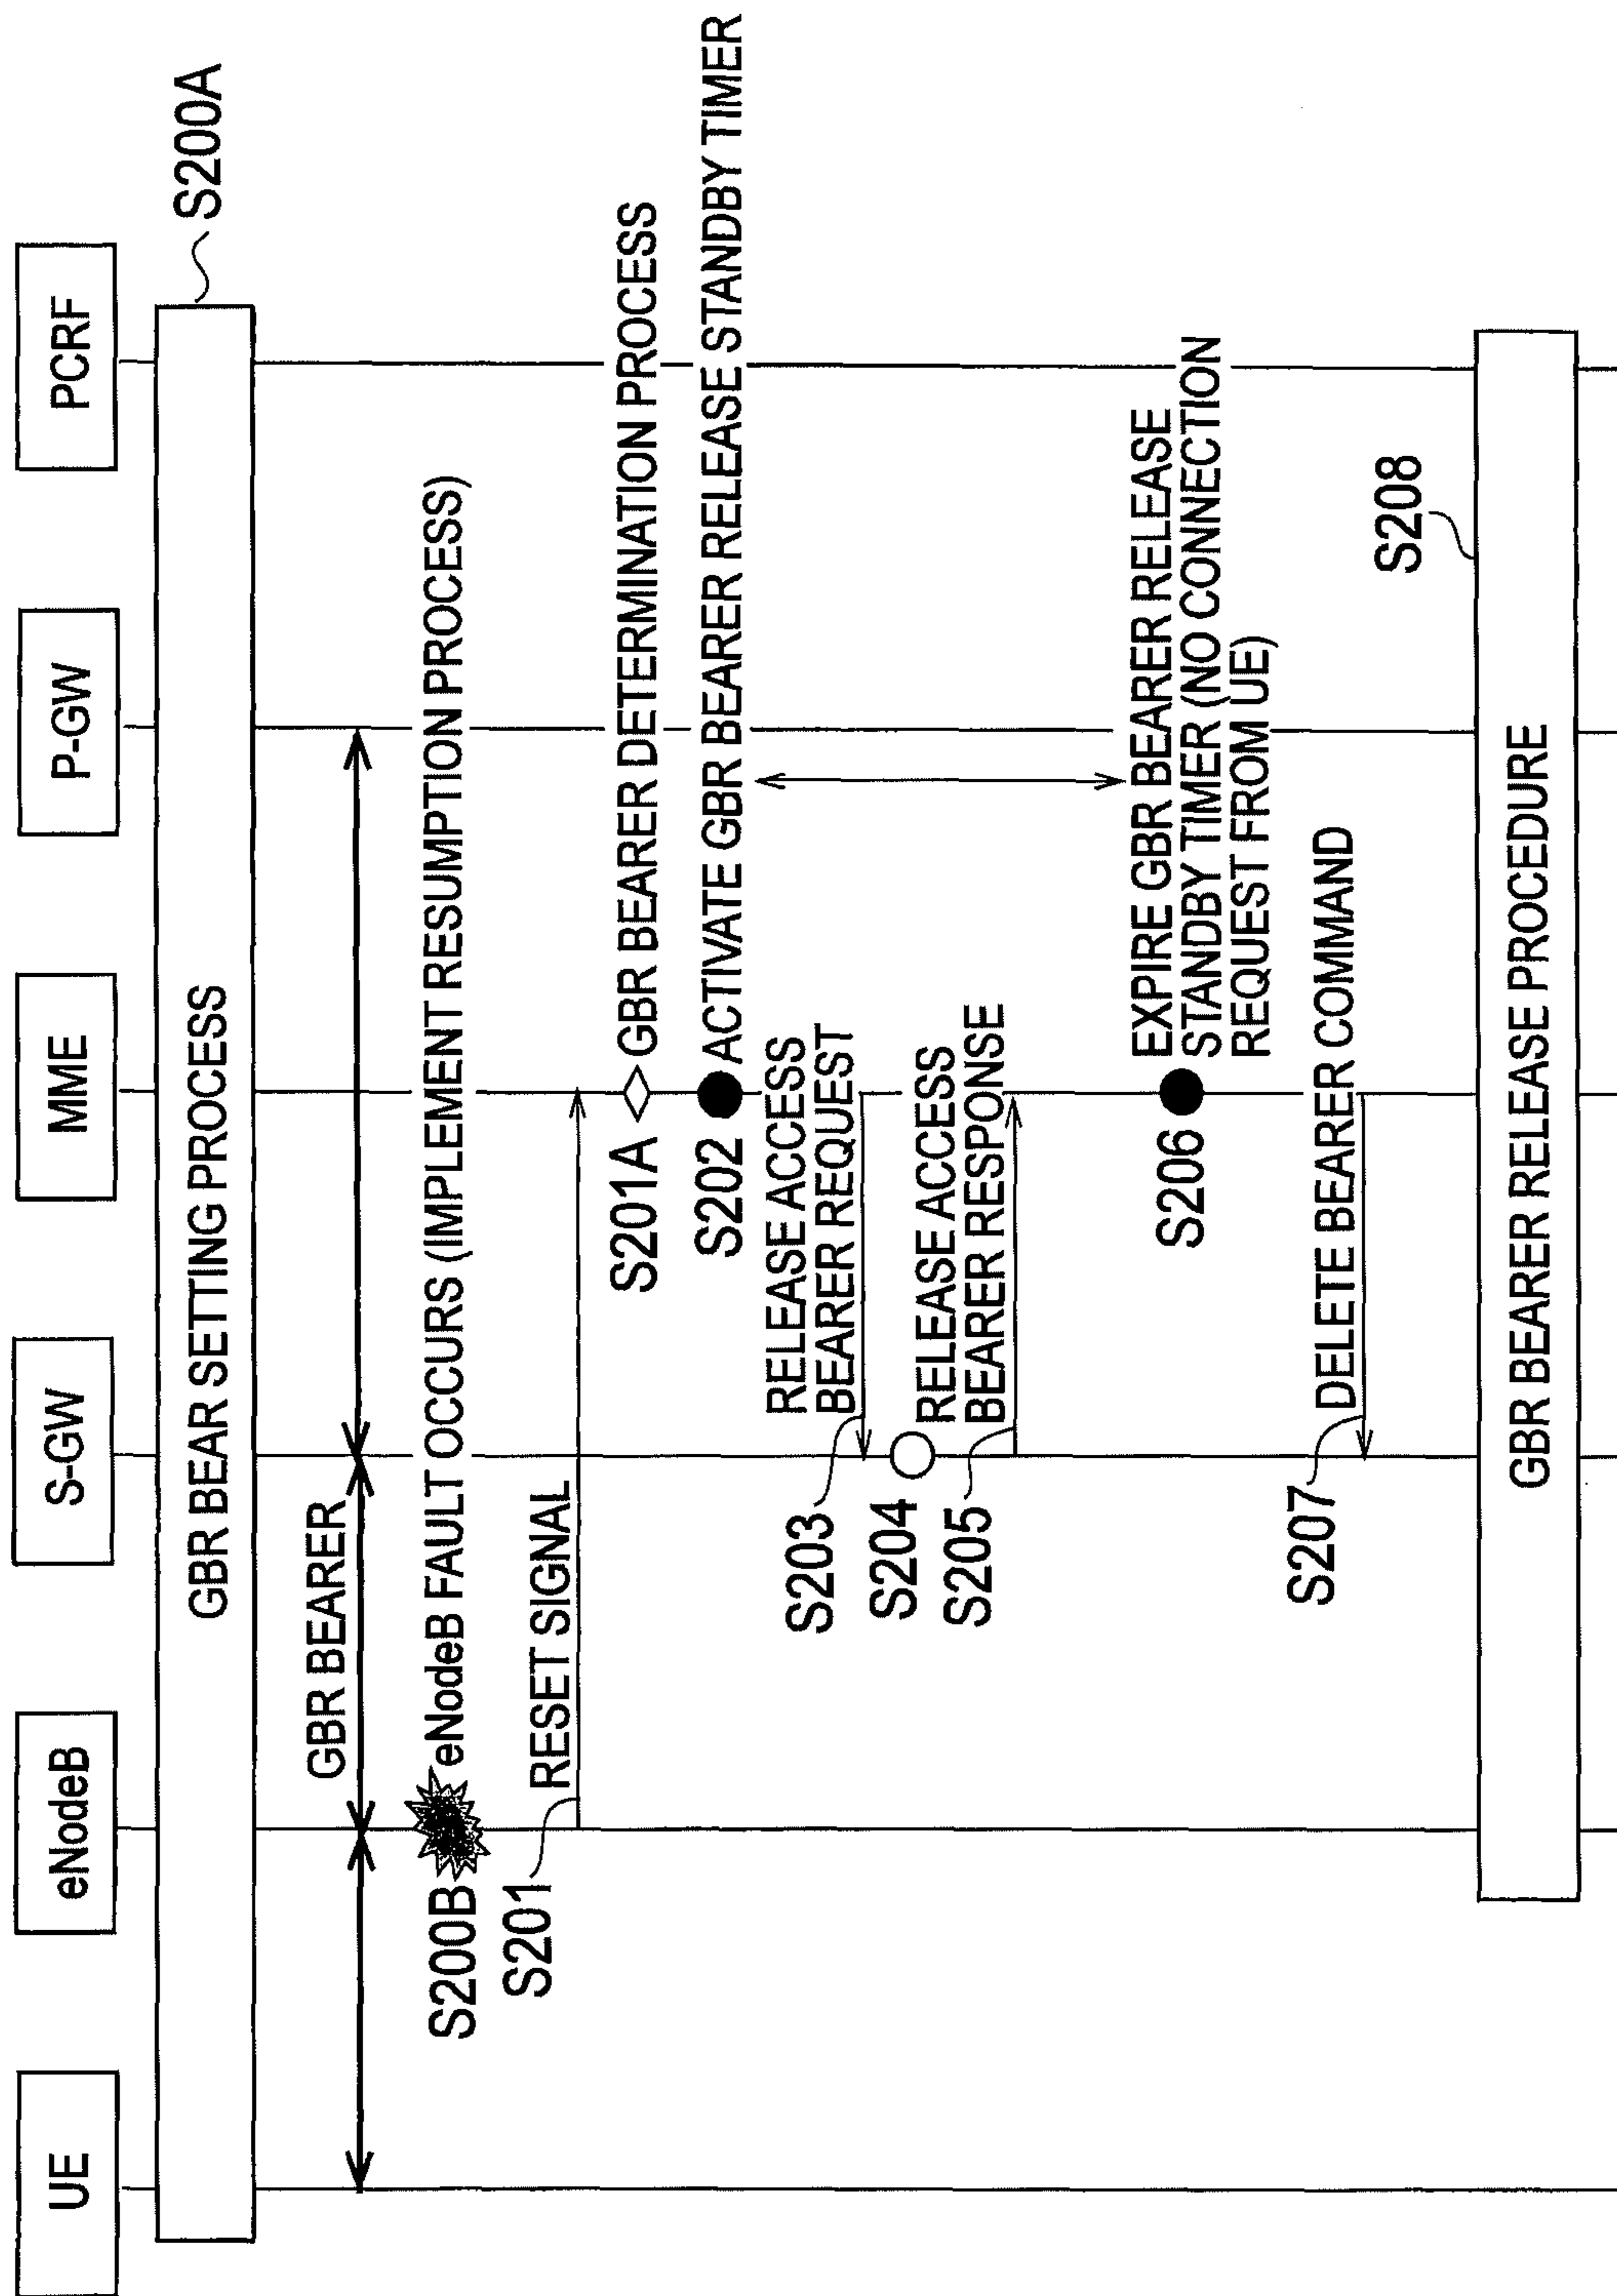 UE
eNodeB
S-GW
MME
P-GW
PCRF
S200A
GBR BEAR SETTING PROCESS
GBR BEARER
S200B
eNodeB FAULT OCCURS (IMPLEMENT RESUMPTION PROCESS)
S201
RESET SIGNAL
S201A
GBR BEARER DETERMINATION PROCESS
S202
ACTIVATE GBR BEARER RELEASE STANDBY TIMER
S203
RELEASE ACCESS
BEARER REQUEST
S204
S205
RELEASE ACCESS
BEARER RESPONSE
S206
EXPIRE GBR BEARER RELEASE
STANDBY TIMER (NO CONNECTION
REQUEST FROM UE)
S207
DELETE BEARER COMMAND
S208
GBR BEARER RELEASE PROCEDURE